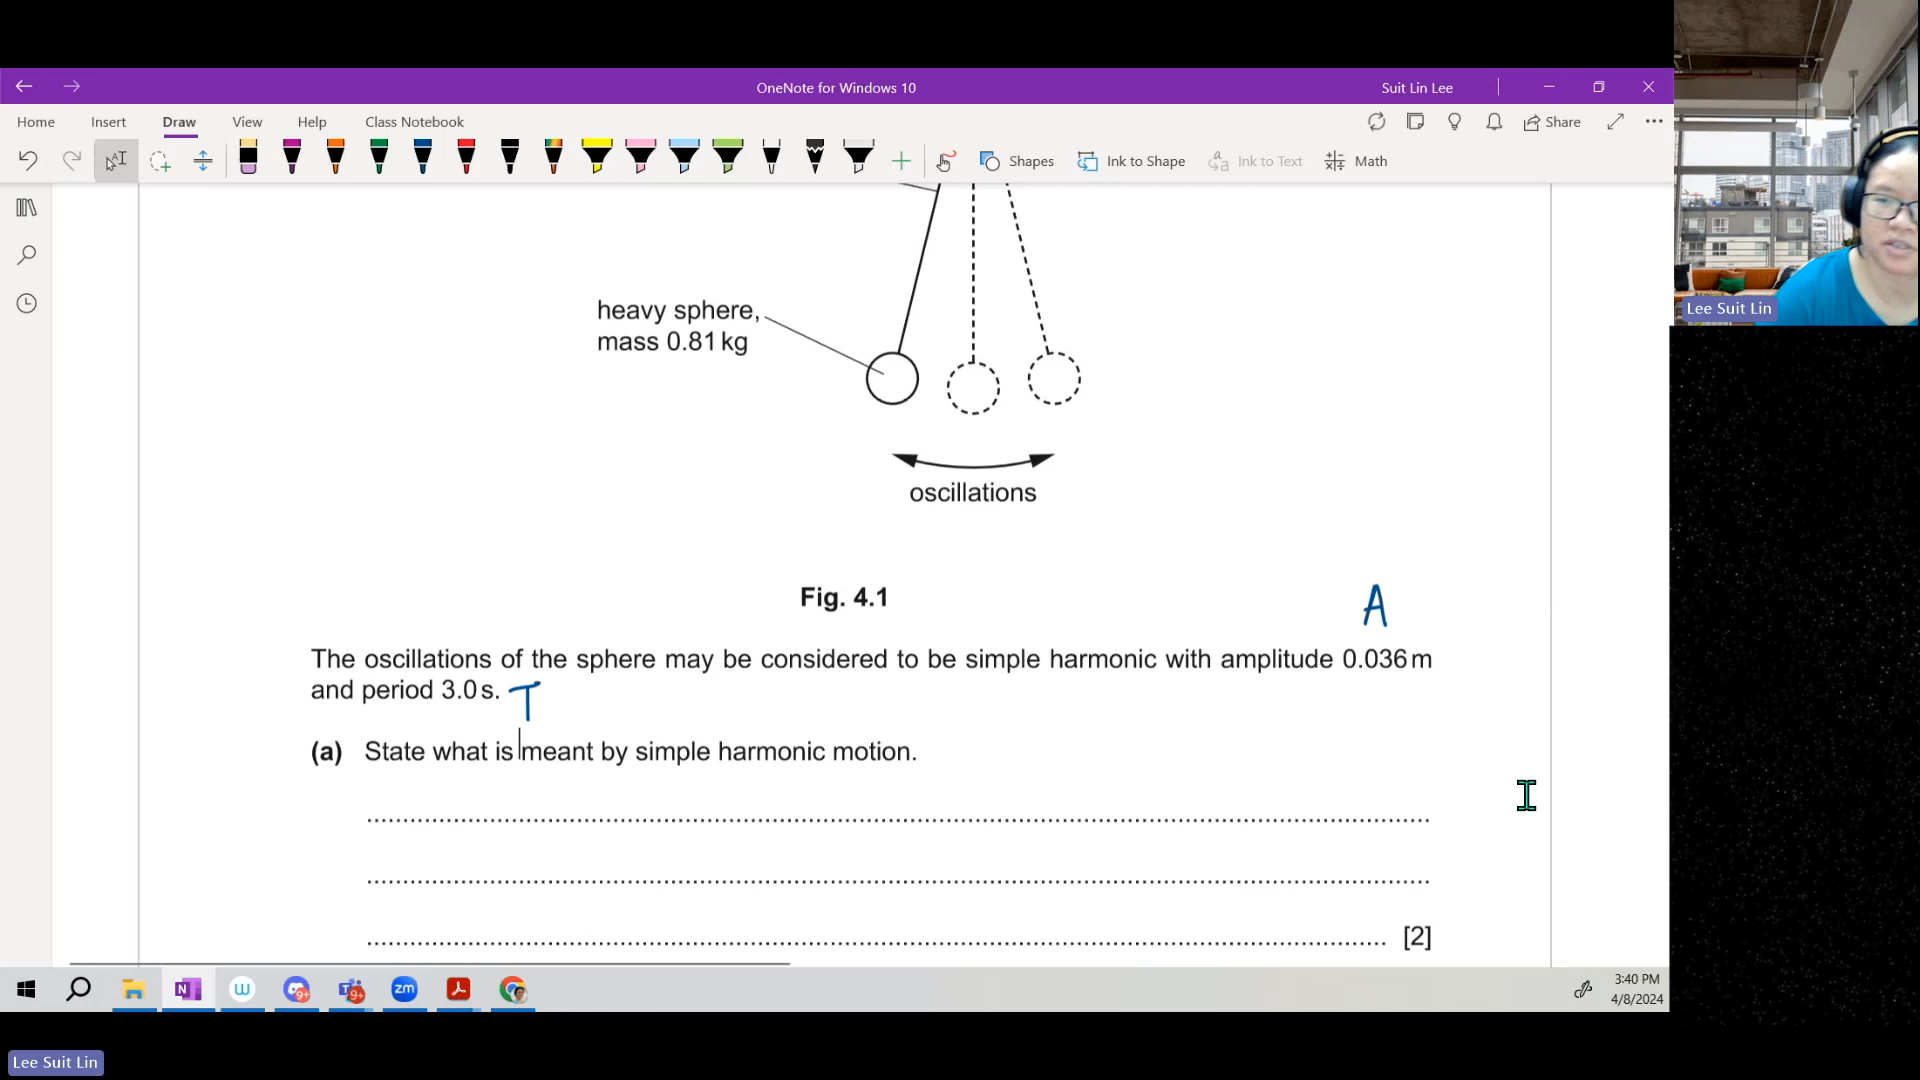 OneNote for Windows 10
Suit Lin Lee
Home Insert Draw View Help Class Notebook
Share
Shapes Ink to Shape Ink to Text Math
heavy sphere,
mass 0.81 kg
oscillations
Fig. 4.1
A
The oscillations of the sphere may be considered to be simple harmonic with amplitude 0.036 m
and period 3.0 s. T
(a) State what is meant by simple harmonic motion.
[2]
Lee Suit Lin
3:40 PM
4/8/2024
Lee Suit Lin